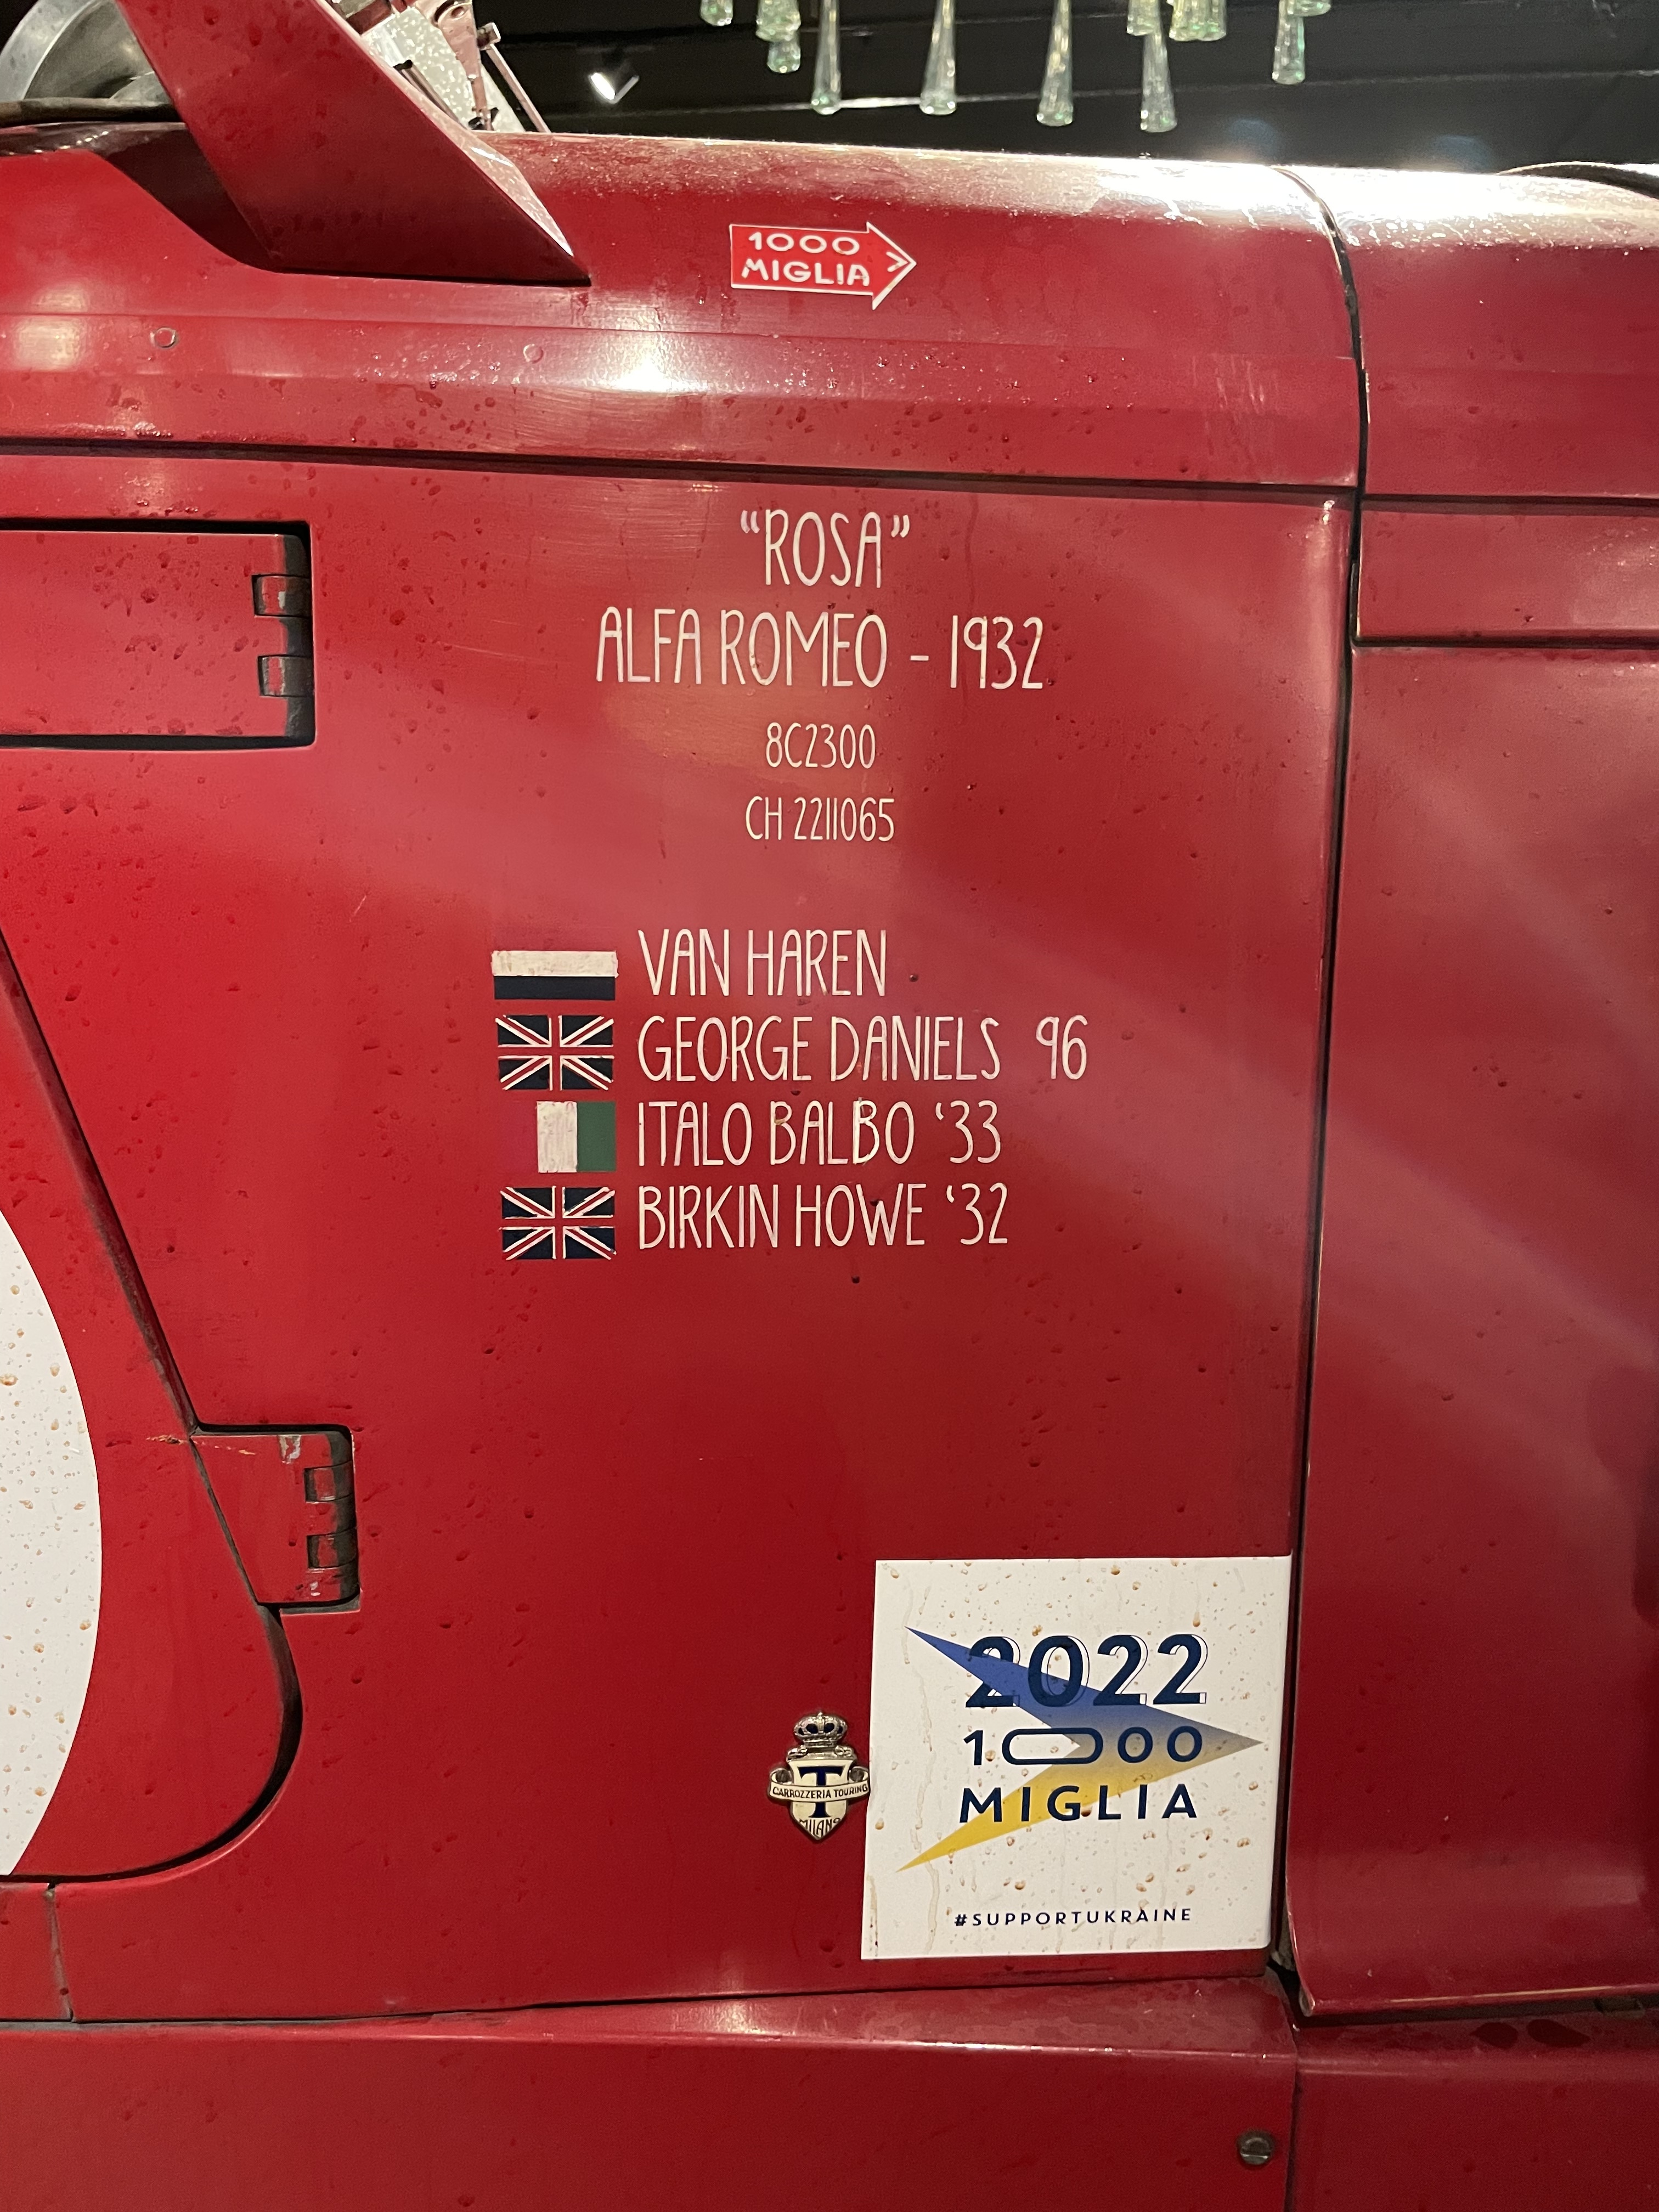 1000
MIGLIA
“ROSA”
ALFA ROMEO - 1932
8C2300
CH 2211065
VAN HAREN
GEORGE DANIELS 96
ITALO BALBO ‘33
BIRKIN HOWE ‘32
2022
1000
MIGLIA
#SUPPORTUKRAINE
T
CARROZZERIA TOURING
MILANO